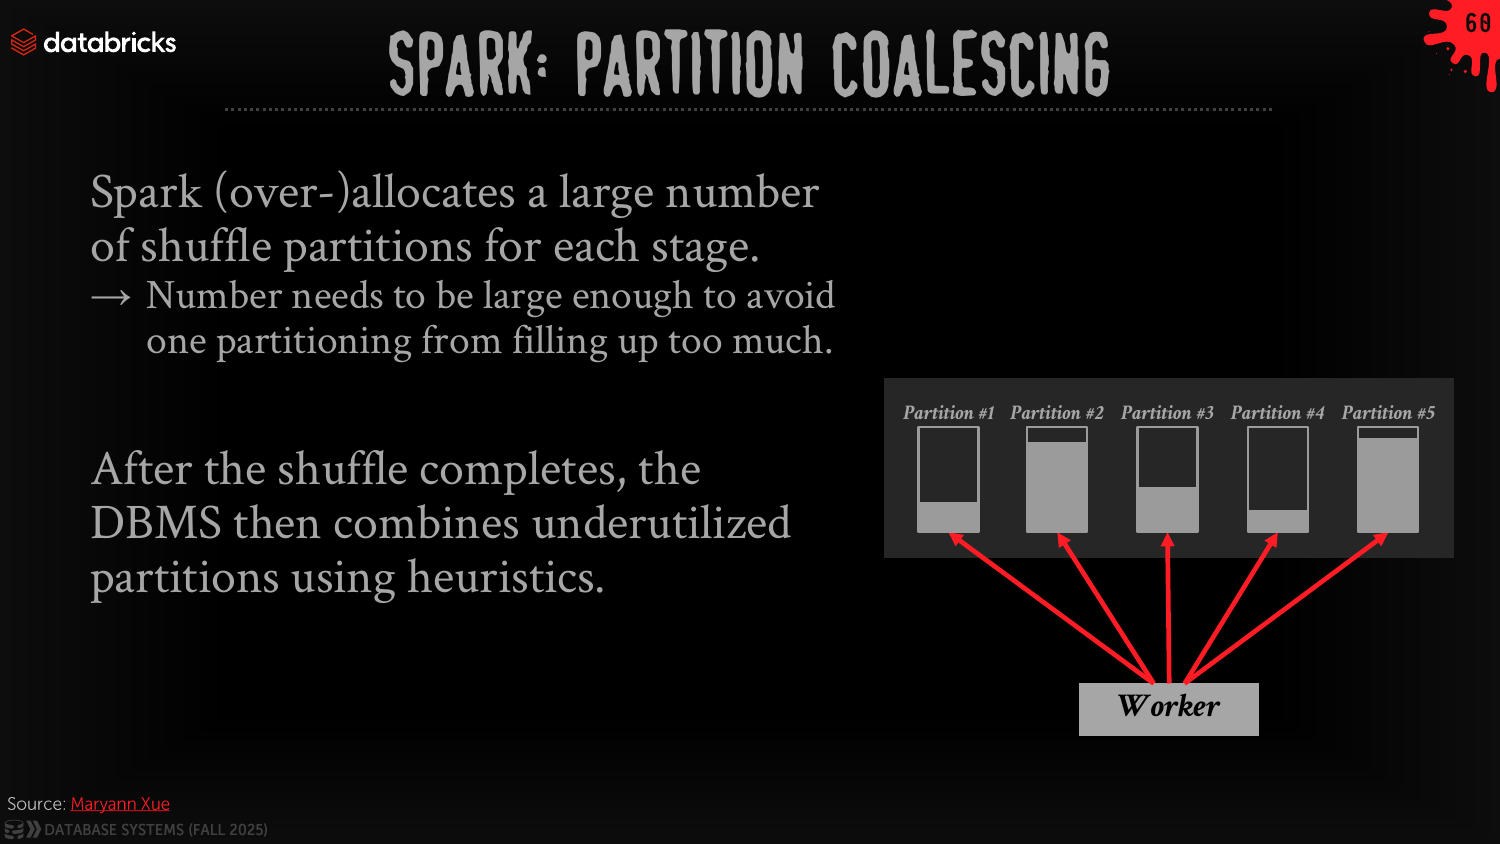 databricks
SPARK: PARTITION COALESCING
60
Spark (over-)allocates a large number
of shuffle partitions for each stage.
→ Number needs to be large enough to avoid
one partitioning from filling up too much.
After the shuffle completes, the
DBMS then combines underutilized
partitions using heuristics.
Partition #1 Partition #2 Partition #3 Partition #4 Partition #5
Worker
Source: Maryann Xue
DATABASE SYSTEMS (FALL 2025)